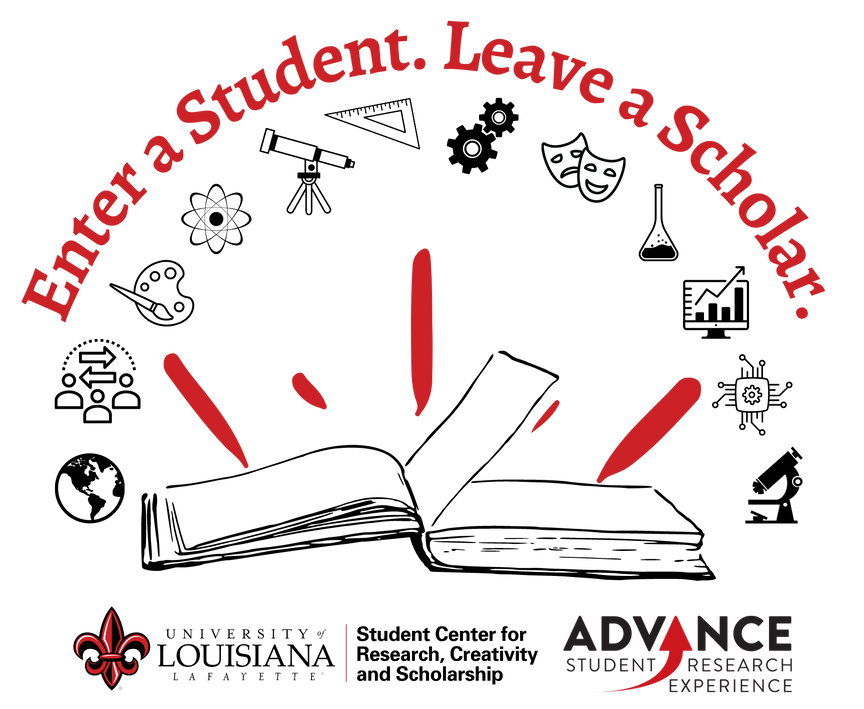 Enter a Student. Leave a Scholar.
UNIVERSITY of
LOUISIANA
LAFAYETTE
Student Center for
Research, Creativity
and Scholarship
ADVANCE
STUDENT RESEARCH
EXPERIENCE